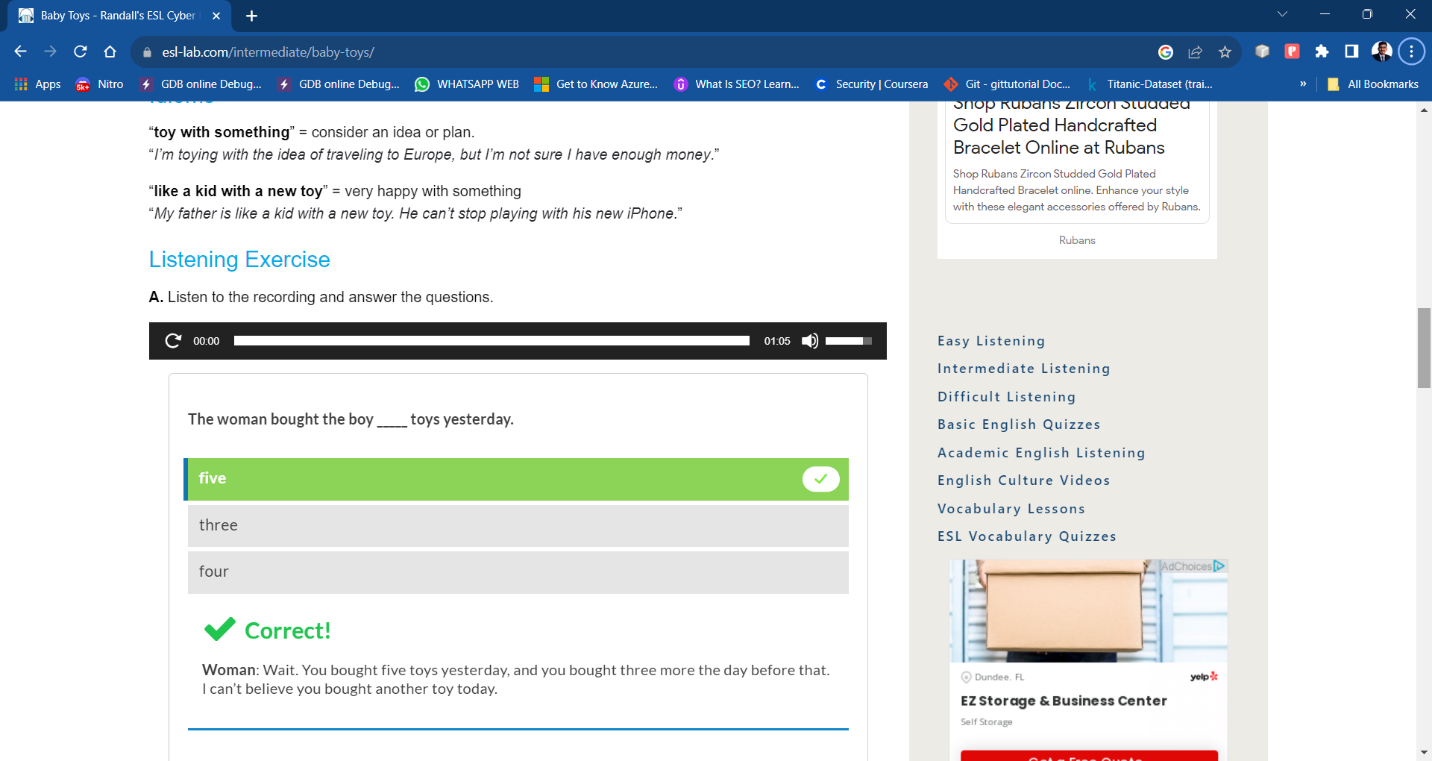 Baby Toys - Randall's ESL Cyber
esl-lab.com/intermediate/baby-toys/
Apps
5k+
Nitro
GDB online Debug...
GDB online Debug...
WHATSAPP WEB
Get to Know Azure...
What Is SEO? Learn...
Security | Coursera
Git - gittutorial Doc...
Titanic-Dataset (trai...
»
All Bookmarks
“toy with something” = consider an idea or plan.
“I’m toying with the idea of traveling to Europe, but I’m not sure I have enough money.”
“like a kid with a new toy” = very happy with something
“My father is like a kid with a new toy. He can’t stop playing with his new iPhone.”
Listening Exercise
A. Listen to the recording and answer the questions.
00:00
01:05
The woman bought the boy _____ toys yesterday.
five
three
four
Correct!
Woman: Wait. You bought five toys yesterday, and you bought three more the day before that.
I can’t believe you bought another toy today.
Shop Rubans Zircon Studded
Gold Plated Handcrafted
Bracelet Online at Rubans
Shop Rubans Zircon Studded Gold Plated
Handcrafted Bracelet online. Enhance your style
with these elegant accessories offered by Rubans.
Rubans
Easy Listening
Intermediate Listening
Difficult Listening
Basic English Quizzes
Academic English Listening
English Culture Videos
Vocabulary Lessons
ESL Vocabulary Quizzes
AdChoices
Dundee, FL
yelp
EZ Storage & Business Center
Self Storage
Get a Free Quote